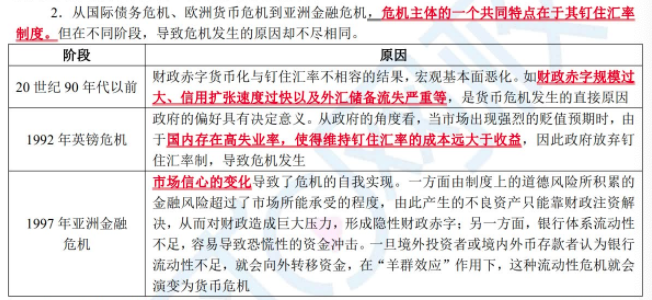 2．从国际债务危机、欧洲货币危机到亚洲金融危机，危机主体的一个共同特点在于其钉住汇率
制度。但在不同阶段，导致危机发生的原因却不尽相同。
阶段
原因
20 世纪 90 年代以前
财政赤字货币化与钉住汇率不相容的结果，宏观基本面恶化。如财政赤字规模过
大、信用扩张速度过快以及外汇储备流失严重等，是货币危机发生的直接原因
1992 年英镑危机
政府的偏好具有决定意义。从政府的角度看，当市场出现强烈的贬值预期时，由
于国内存在高失业率，使得维持钉住汇率的成本远大于收益，因此政府放弃钉
住汇率制，导致危机发生
1997 年亚洲金融
危机
市场信心的变化导致了危机的自我实现。一方面由制度上的道德风险所积累的
金融风险超过了市场所能承受的程度，由此产生的不良资产只能靠财政注资解
决，从而对财政造成巨大压力，形成隐性财政赤字；另一方面，银行体系流动性
不足，容易导致恐慌性的资金冲击。一旦境外投资者或境内外币存款者认为银行
流动性不足，就会向外转移资金，在“羊群效应”作用下，这种流动性危机就会
演变为货币危机